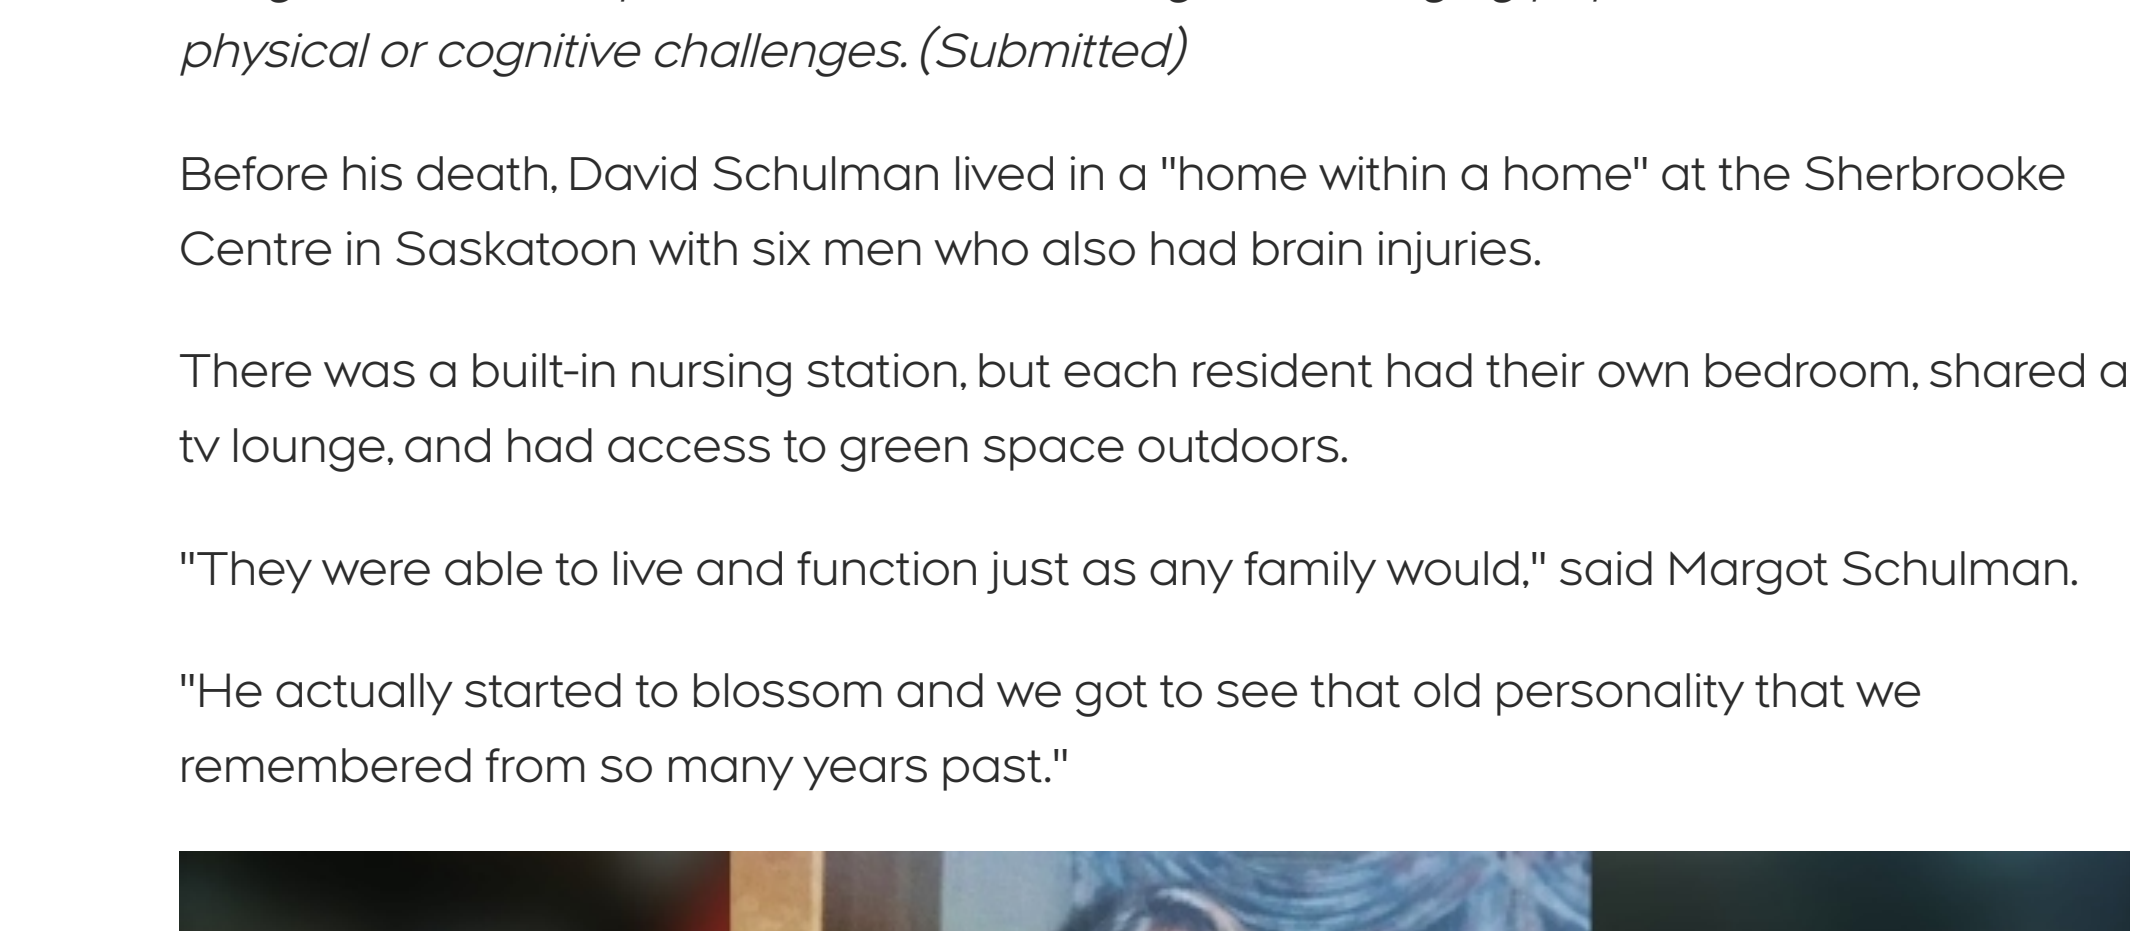 physical or cognitive challenges. (Submitted)
Before his death, David Schulman lived in a "home within a home" at the Sherbrooke
Centre in Saskatoon with six men who also had brain injuries.
There was a built-in nursing station, but each resident had their own bedroom, shared a
tv lounge, and had access to green space outdoors.
"They were able to live and function just as any family would," said Margot Schulman.
"He actually started to blossom and we got to see that old personality that we
remembered from so many years past."